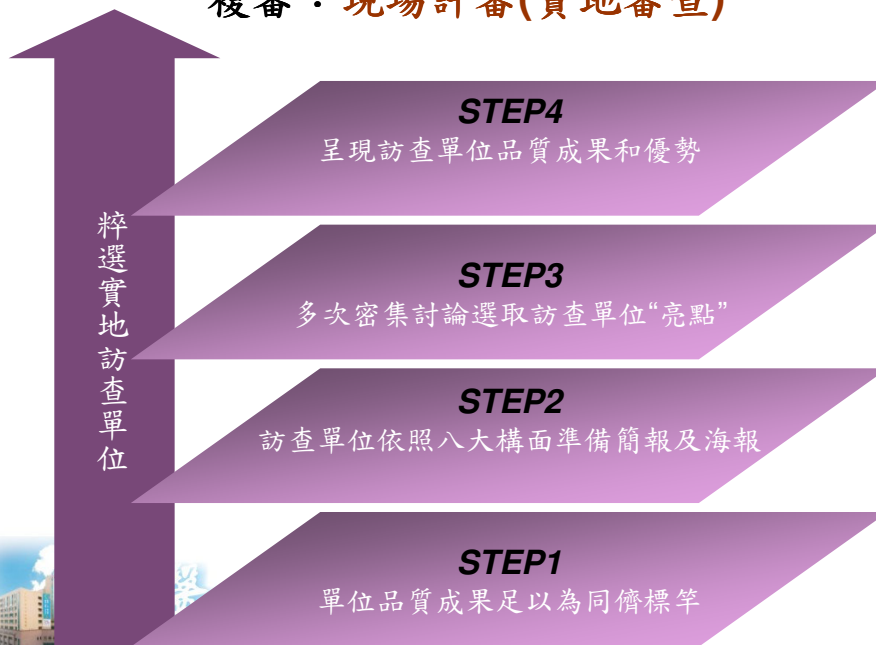 複審：現場評審(實地審查)
STEP4
呈現訪查單位品質成果和優勢
粹選實地訪查單位
STEP3
多次密集討論選取訪查單位“亮點”
STEP2
訪查單位依照八大構面準備簡報及海報
STEP1
單位品質成果足以為同儕標竿